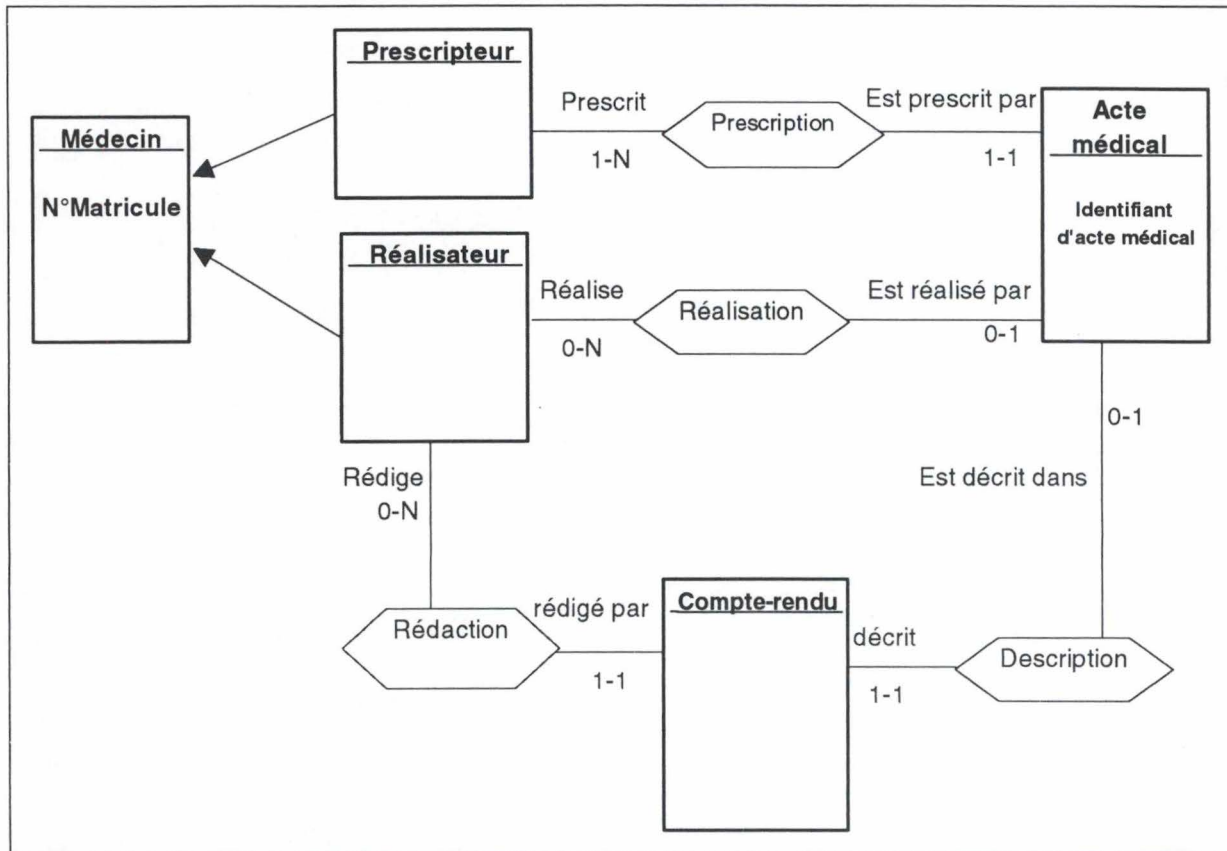 Prescripteur
Médecin
N°Matricule
Prescrit
1-N
Prescription
Est prescrit par
1-1
Acte
médical
Identifiant
d'acte médical
Réalisateur
Réalise
0-N
Réalisation
Est réalisé par
0-1
Rédige
0-N
0-1
Est décrit dans
Rédaction
rédigé par
1-1
Compte-rendu
décrit
1-1
Description